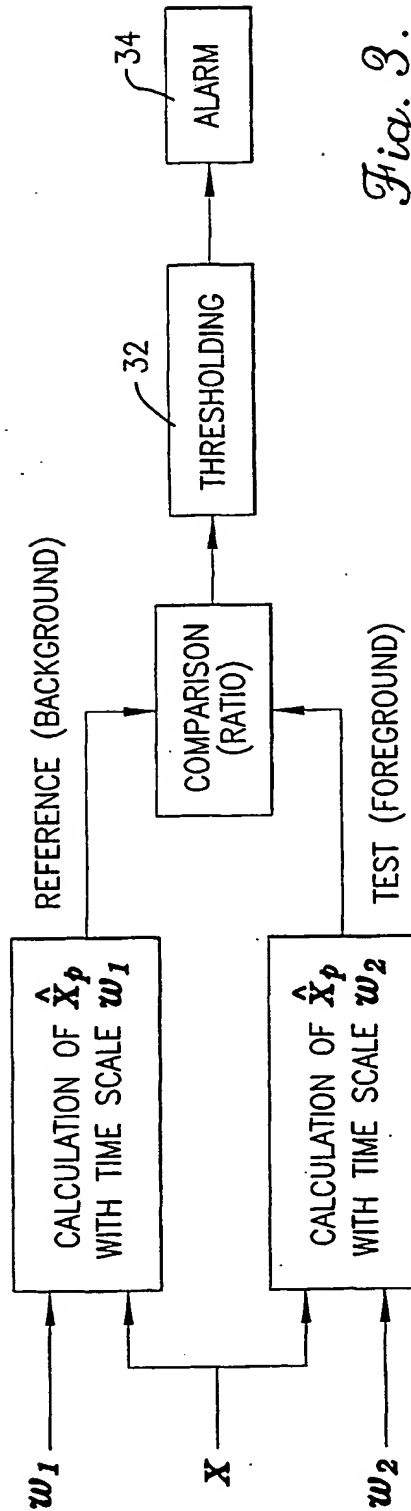 w1
X
w2
CALCULATION OF X̂p
WITH TIME SCALE w1
CALCULATION OF X̂p
WITH TIME SCALE w2
REFERENCE (BACKGROUND)
TEST (FOREGROUND)
COMPARISON
(RATIO)
32
THRESHOLDING
34
ALARM
Fig. 3.